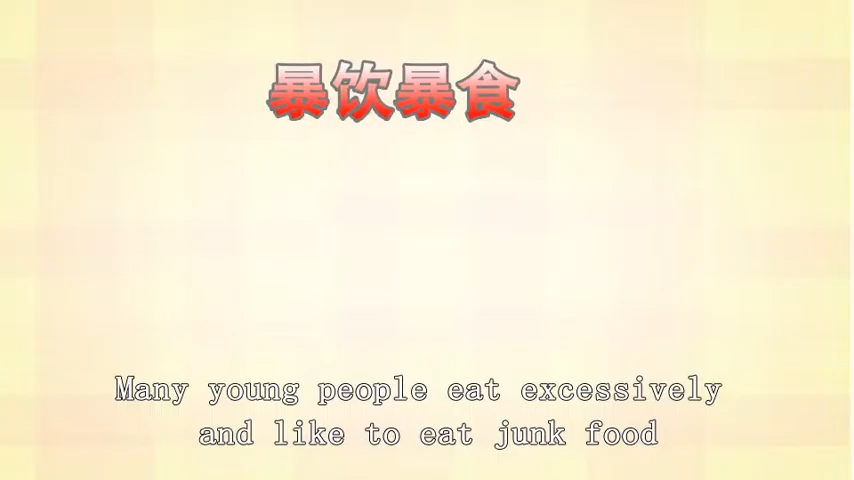 暴饮暴食
Many young people eat excessively
and like to eat junk food